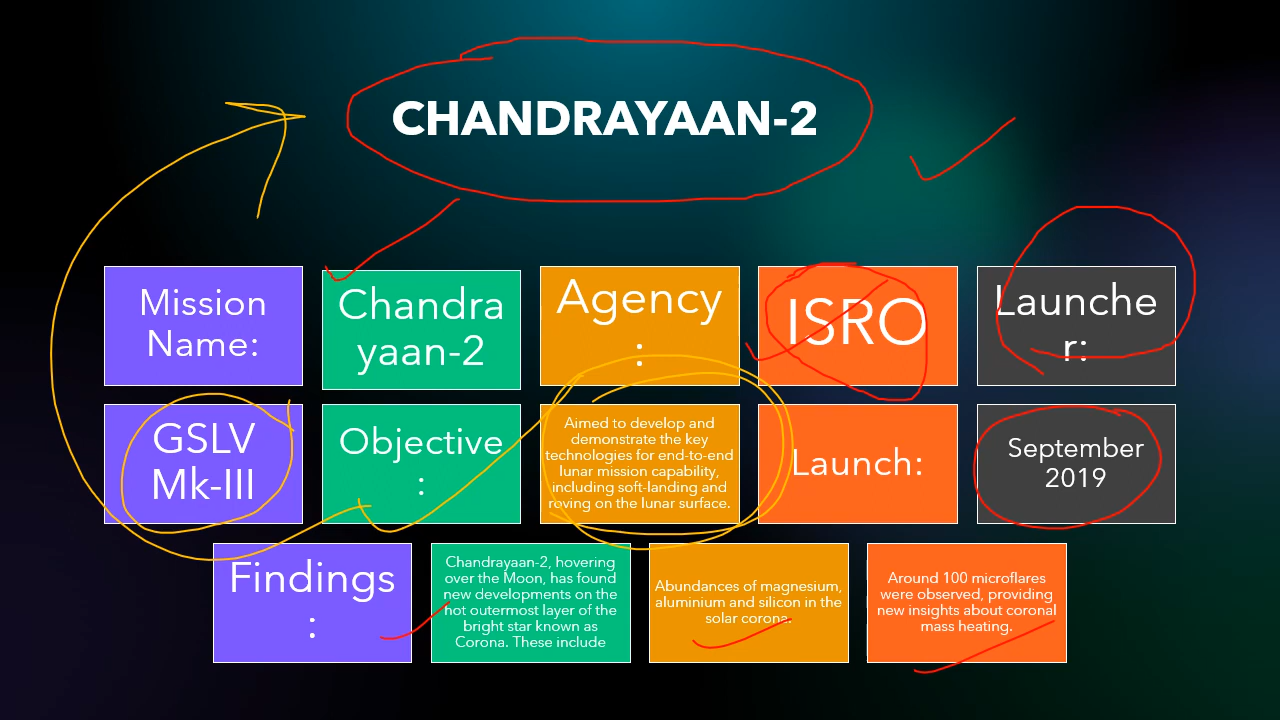 CHANDRAYAAN-2
Mission
Name:
Chandra
yaan-2
Agency
:
ISRO
Launche
r:
GSLV
Mk-III
Objective
:
Aimed to develop and
demonstrate the key
technologies for end-to-end
lunar mission capability,
including soft-landing and
roving on the lunar surface.
Launch:
September
2019
Findings
:
Chandrayaan-2, hovering
over the Moon, has found
new developments on the
hot outermost layer of the
bright star known as
Corona. These include
Abundances of magnesium,
aluminium and silicon in the
solar corona.
Around 100 microflares
were observed, providing
new insights about coronal
mass heating.